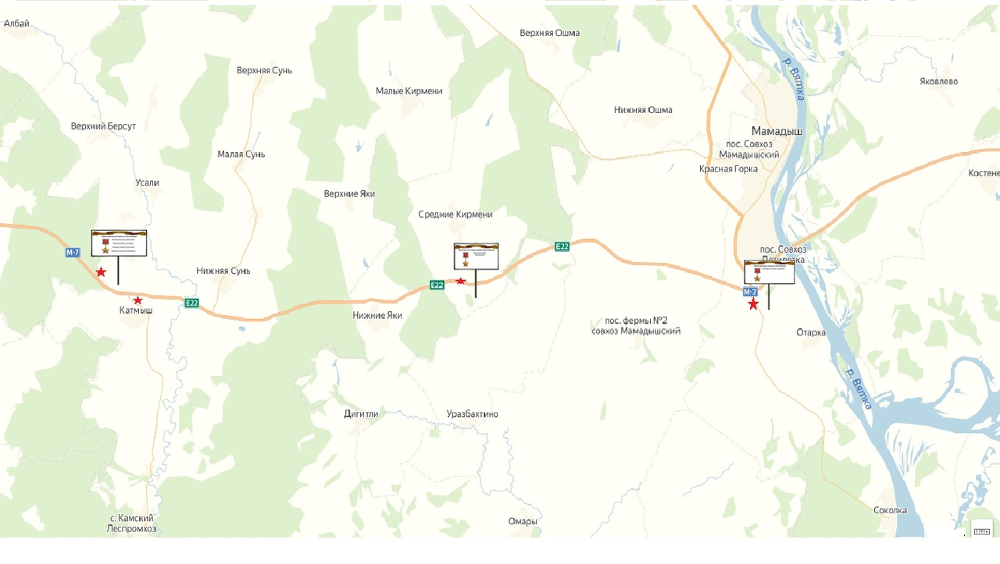 Албай
Верхняя Ошма
р. Вятка
Верхняя Сунь
Яковлево
Малые Кирмени
Нижняя Ошма
Верхний Берсут
Мамадыш
пос. Совхоз
Мамадышский
Малая Сунь
Красная Горка
Костене
Усали
Верхние Яки
Средние Кирмени
М-7
E22
пос. Совхоз
Пятилетка
Нижняя Сунь
E22
М-7
E22
Катмыш
Нижние Яки
пос. фермы №2
совхоз Мамадышский
Отарка
р. Вятка
Дигитли
Уразбахтино
Соколка
с. Камский
Леспромхоз
Омары